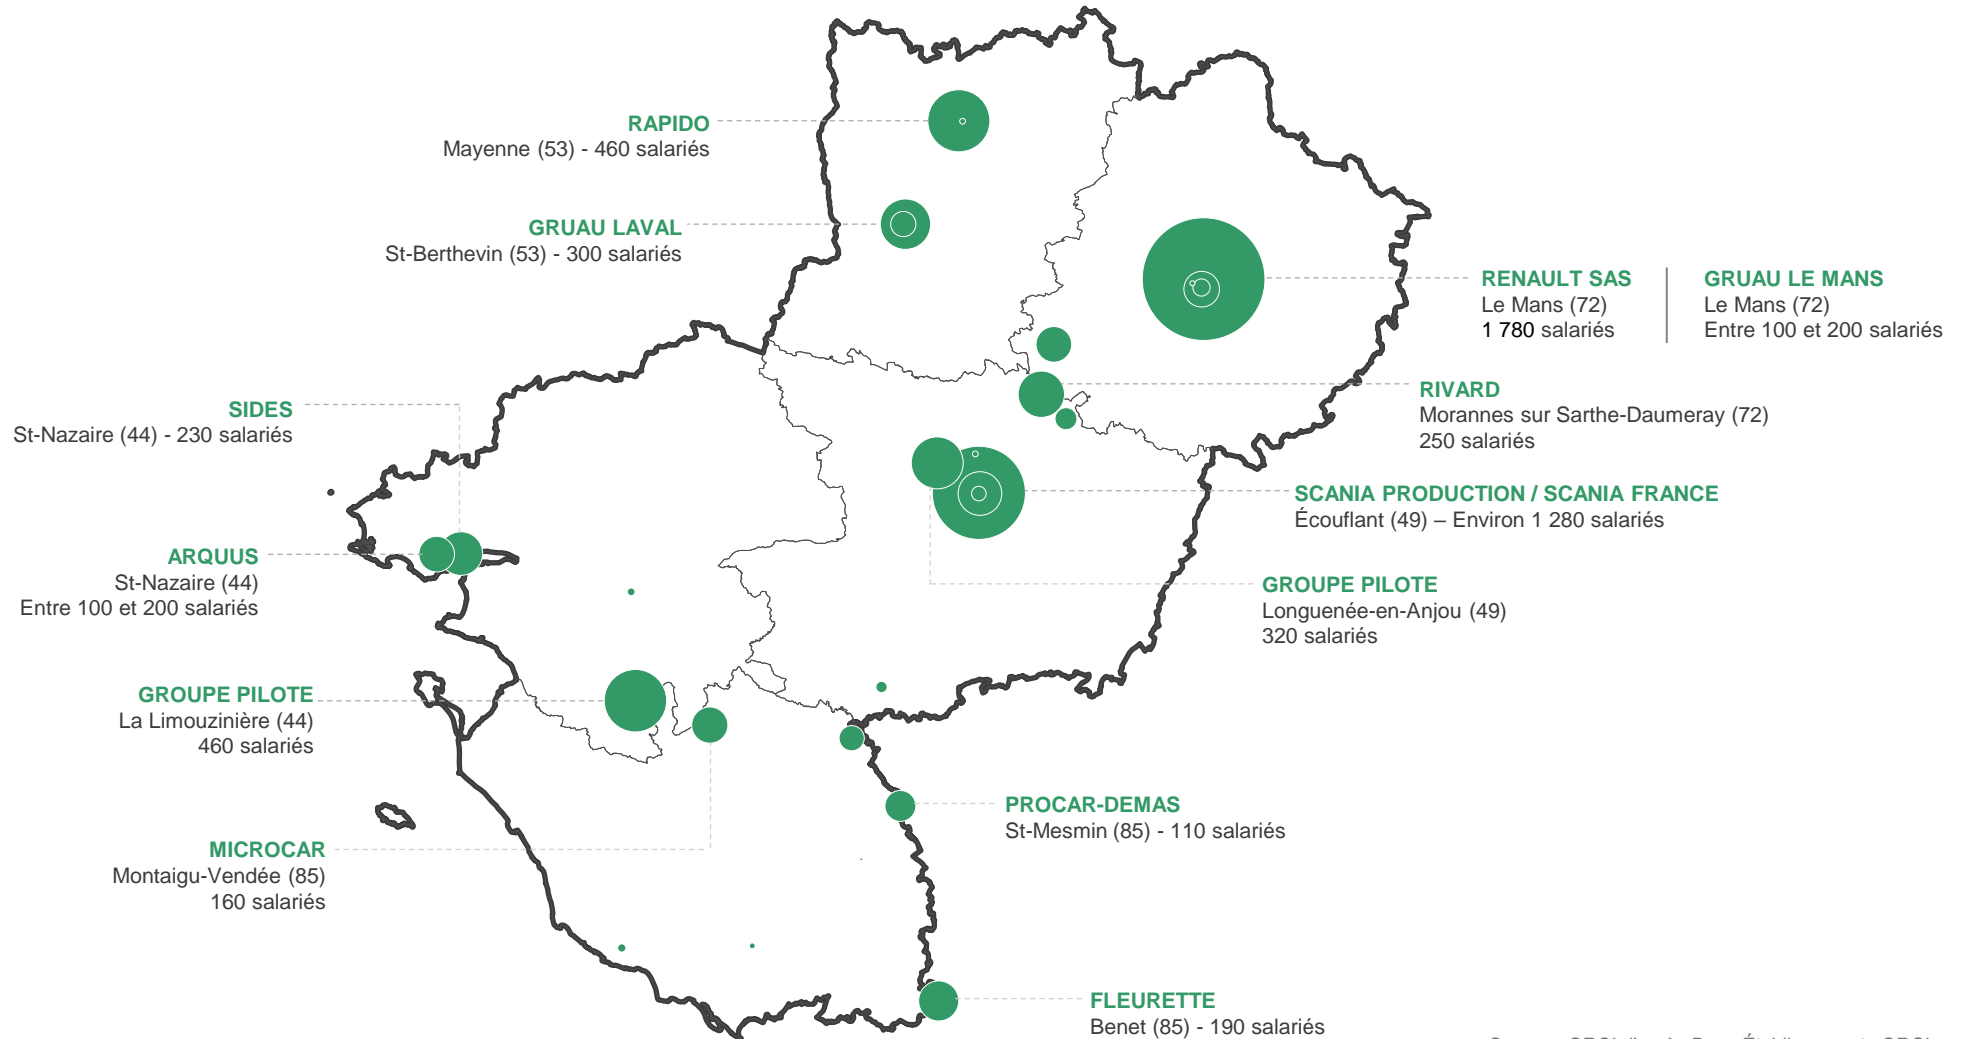 RAPIDO
Mayenne (53) - 460 salariés
GRUAU LAVAL
St-Berthevin (53) - 300 salariés
RENAULT SAS
Le Mans (72)
1 780 salariés
GRUAU LE MANS
Le Mans (72)
Entre 100 et 200 salariés
RIVARD
Morannes sur Sarthe-Daumeray (72)
250 salariés
SIDES
St-Nazaire (44) - 230 salariés
SCANIA PRODUCTION / SCANIA FRANCE
Écouflant (49) – Environ 1 280 salariés
ARQUUS
St-Nazaire (44)
Entre 100 et 200 salariés
GROUPE PILOTE
Longuenée-en-Anjou (49)
320 salariés
GROUPE PILOTE
La Limouzinière (44)
460 salariés
PROCAR-DEMAS
St-Mesmin (85) - 110 salariés
MICROCAR
Montaigu-Vendée (85)
160 salariés
FLEURETTE
Benet (85) - 190 salariés